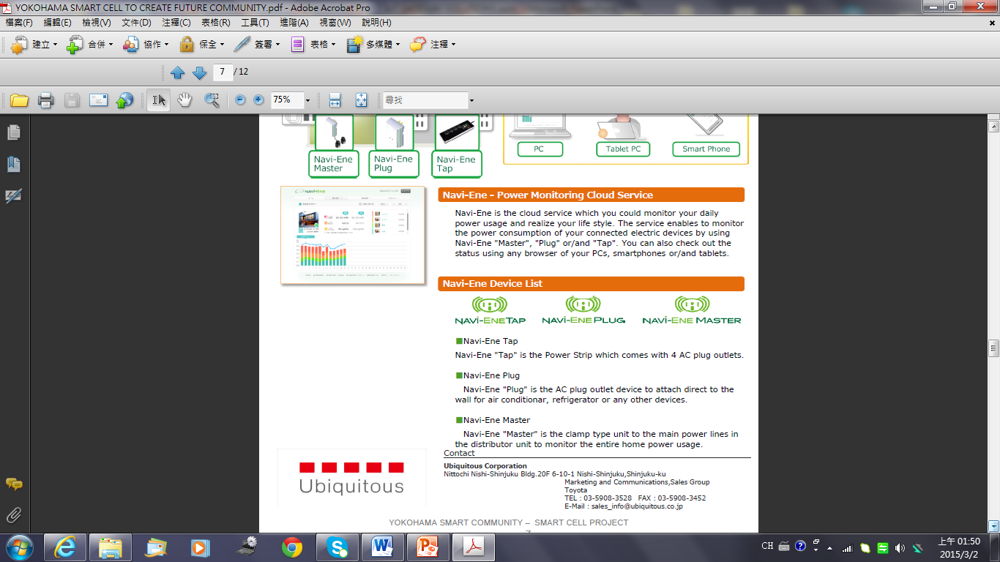 YOKOHAMA SMART CELL TO CREATE FUTURE COMMUNITY.pdf - Adobe Acrobat Pro
檔案(F) 編輯(E) 檢視(V) 文件(D) 注釋(C) 表格(R) 工具(T) 進階(A) 視窗(W) 說明(H)
建立 合併 協作 保全 簽署 表格 多媒體 注釋
7 / 12
75% 尋找
Navi-Ene Master
Navi-Ene Plug
Navi-Ene Tap
PC Tablet PC Smart Phone
NAVI-ENE
Navi-Ene - Power Monitoring Cloud Service
Navi-Ene is the cloud service which you could monitor your daily
power usage and realize your life style. The service enables to monitor
the power consumption of your connected electric devices by using
Navi-Ene "Master", "Plug" or/and "Tap". You can also check out the
status using any browser of your PCs, smartphones or/and tablets.
Navi-Ene Device List
NAVI-ENE TAP NAVI-ENE PLUG NAVI-ENE MASTER
■Navi-Ene Tap
Navi-Ene "Tap" is the Power Strip which comes with 4 AC plug outlets.
■Navi-Ene Plug
Navi-Ene "Plug" is the AC plug outlet device to attach direct to the
wall for air conditionar, refrigerator or any other devices.
■Navi-Ene Master
Navi-Ene "Master" is the clamp type unit to the main power lines in
the distributor unit to monitor the entire home power usage.
Contact
Ubiquitous
Ubiquitous Corporation
Nittochi Nishi-Shinjuku Bldg.20F 6-10-1 Nishi-Shinjuku,Shinjuku-ku
Marketing and Communications,Sales Group
Toyota
TEL : 03-5908-3528 FAX : 03-5908-3452
E-Mail : sales_info@ubiquitous.co.jp
YOKOHAMA SMART COMMUNITY – SMART CELL PROJECT
CH
上午 01:50
2015/3/2